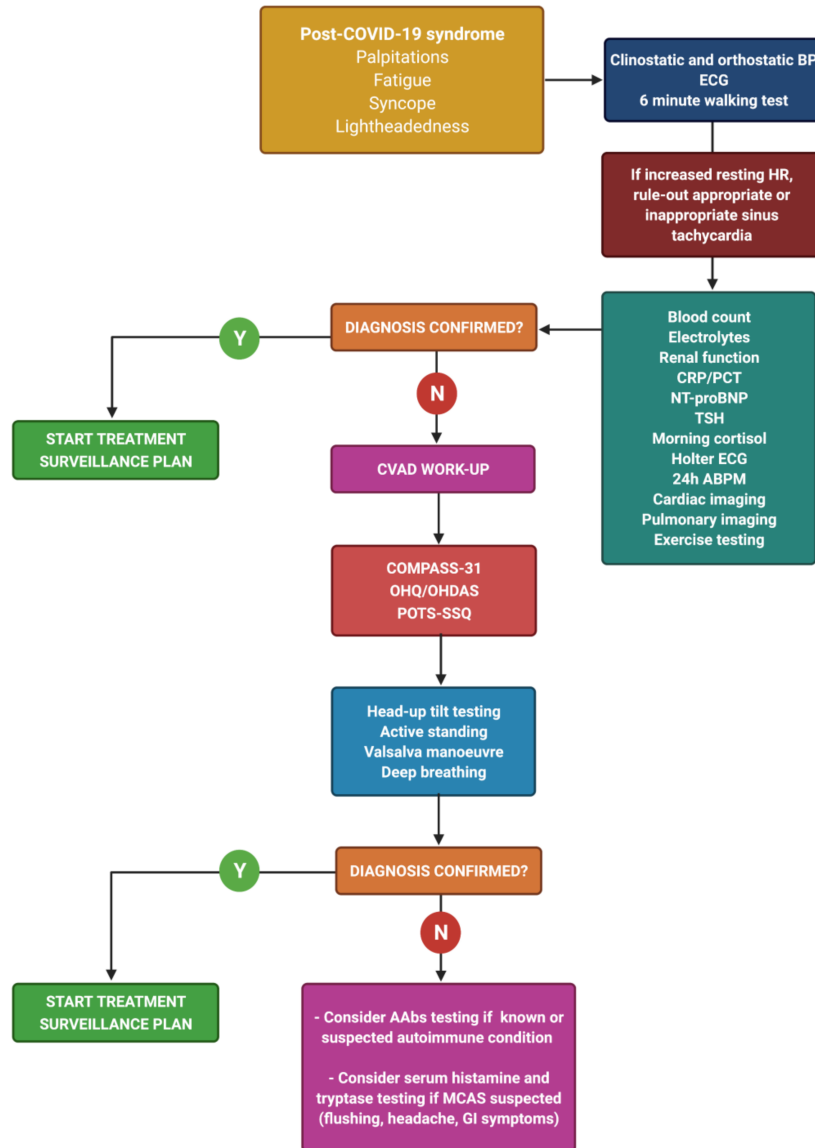 Post-COVID-19 syndrome
Palpitations
Fatigue
Syncope
Lightheadedness
Clinostatic and orthostatic BP
ECG
6 minute walking test
If increased resting HR,
rule-out appropriate or
inappropriate sinus
tachycardia
Blood count
Electrolytes
Renal function
CRP/PCT
NT-proBNP
TSH
Morning cortisol
Holter ECG
24h ABPM
Cardiac imaging
Pulmonary imaging
Exercise testing
DIAGNOSIS CONFIRMED?
Y
N
START TREATMENT
SURVEILLANCE PLAN
CVAD WORK-UP
COMPASS-31
OHQ/OHDAS
POTS-SSQ
Head-up tilt testing
Active standing
Valsalva manoeuvre
Deep breathing
DIAGNOSIS CONFIRMED?
Y
N
START TREATMENT
SURVEILLANCE PLAN
- Consider AAbs testing if known or
suspected autoimmune condition
- Consider serum histamine and
tryptase testing if MCAS suspected
(flushing, headache, GI symptoms)